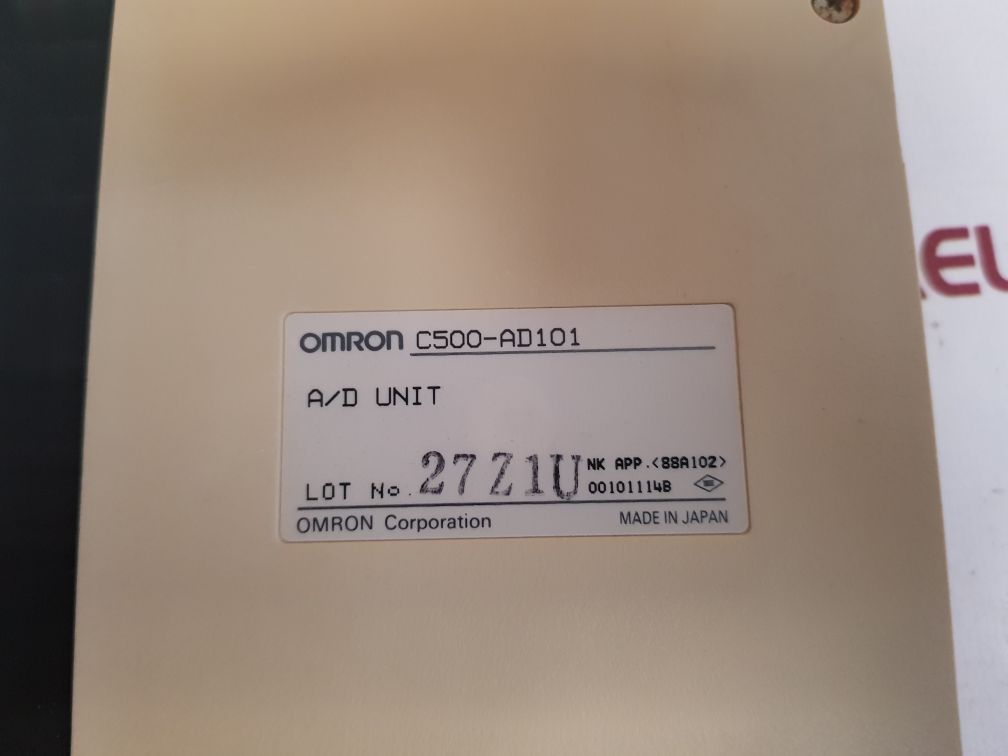 OMRON C500-AD101
A/D UNIT
LOT No. 27Z1U NK APP.<88A102>
00101114B
OMRON Corporation MADE IN JAPAN